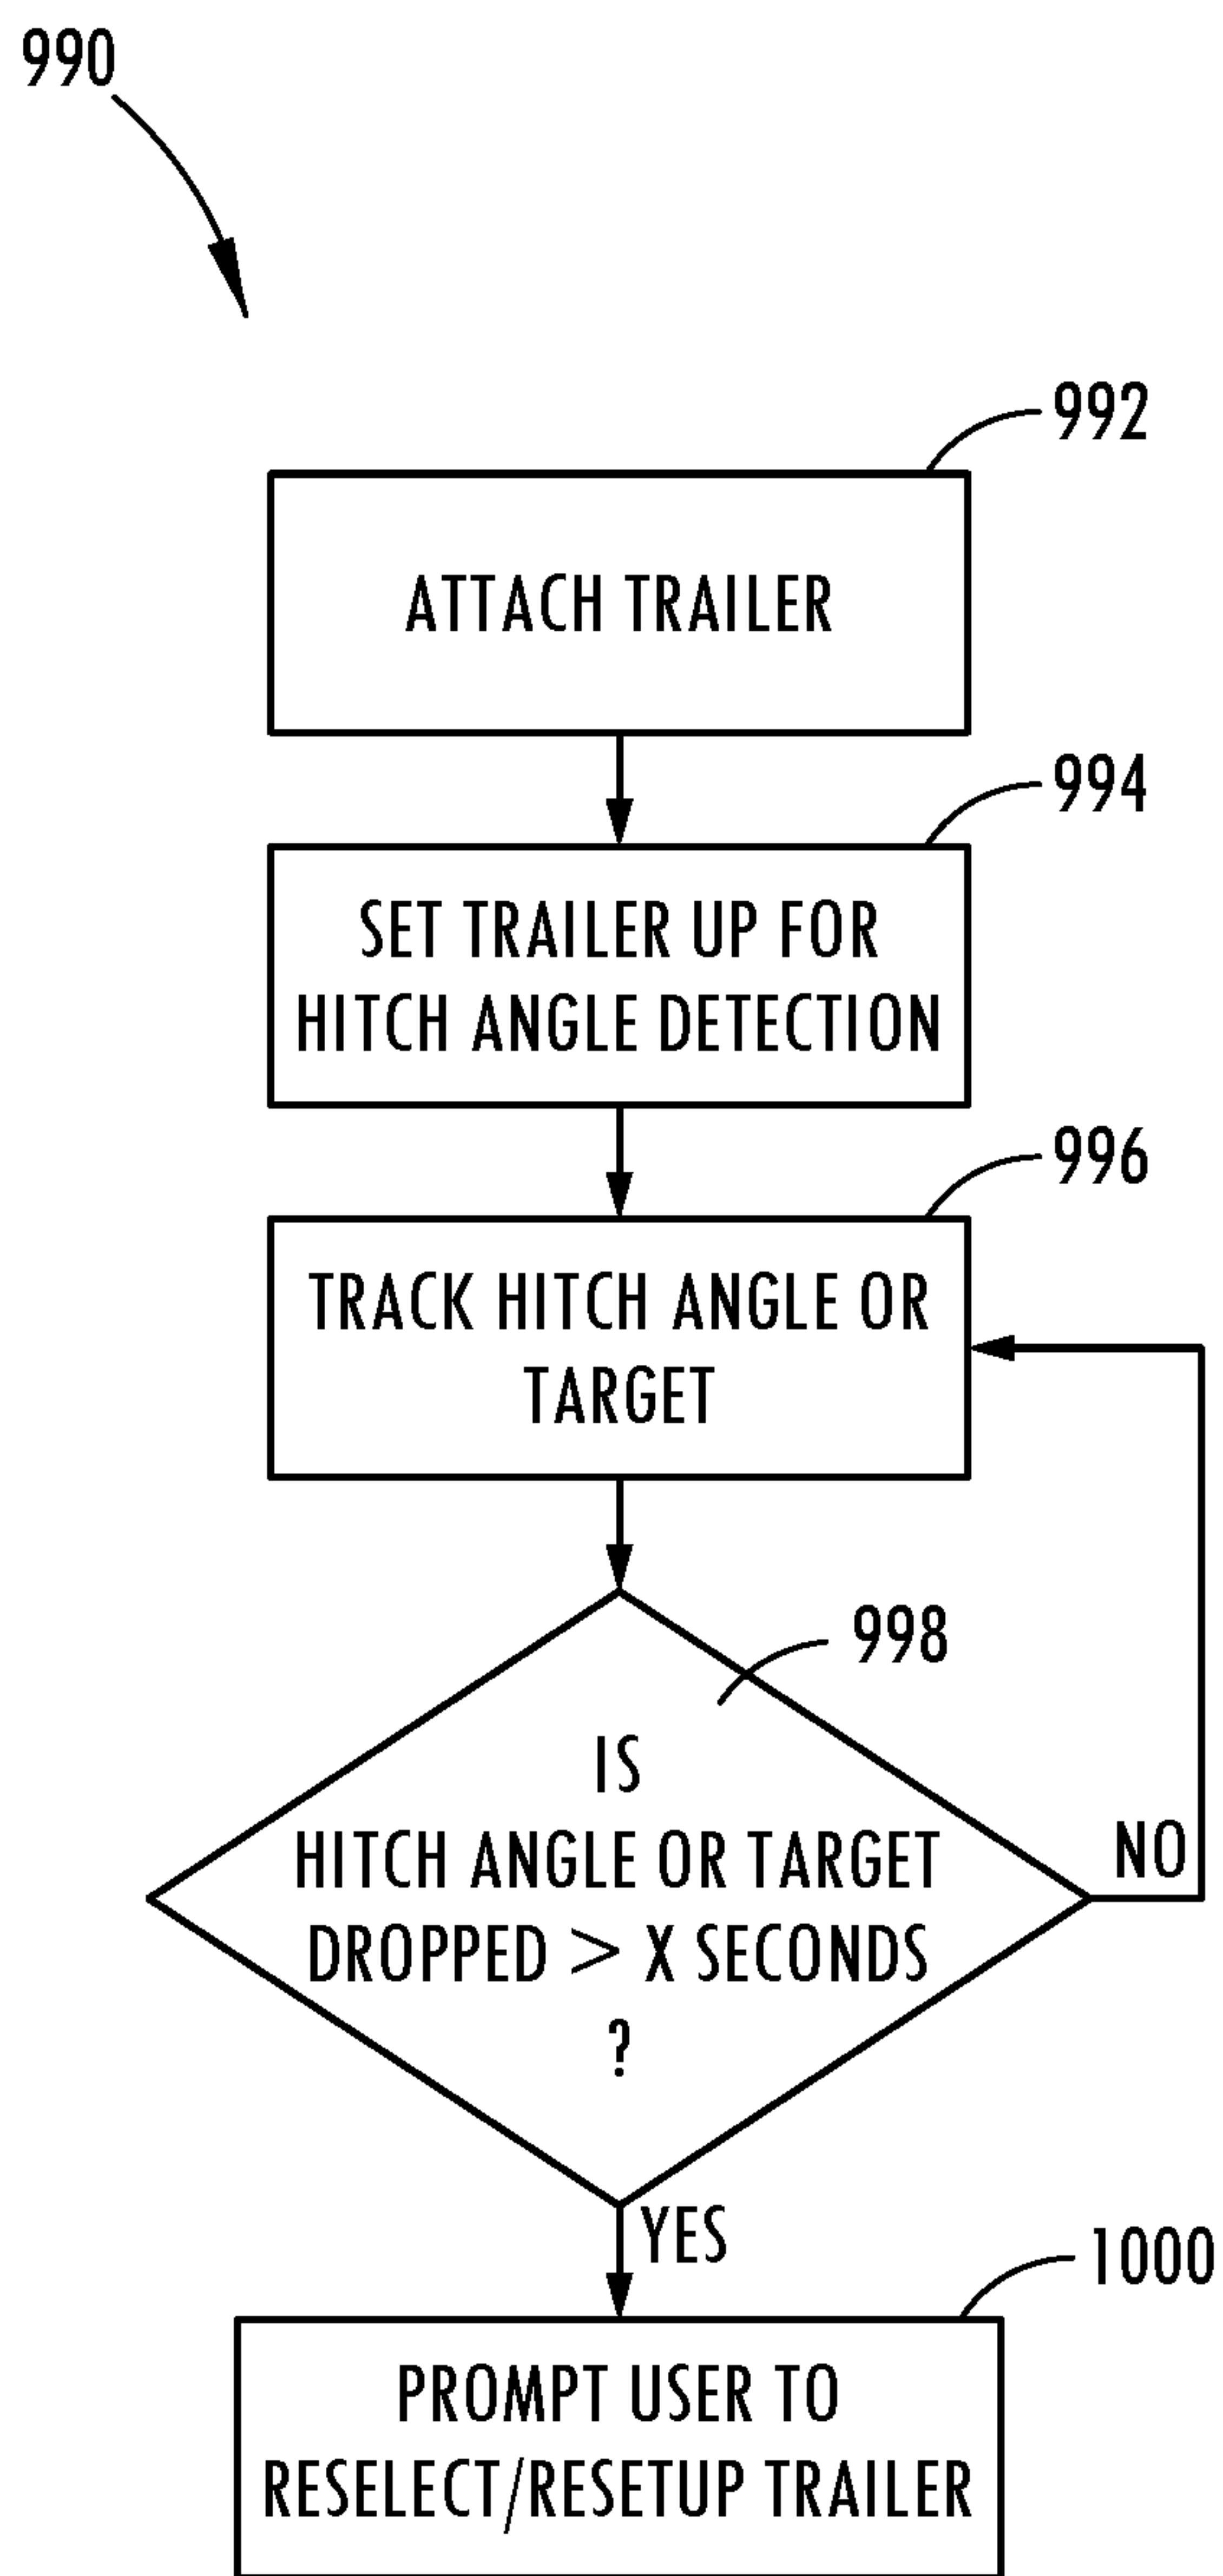 990
992
ATTACH TRAILER
994
SET TRAILER UP FOR
HITCH ANGLE DETECTION
996
TRACK HITCH ANGLE OR
TARGET
998
IS
HITCH ANGLE OR TARGET
DROPPED > X SECONDS
?
NO
YES
1000
PROMPT USER TO
RESELECT/RESETUP TRAILER